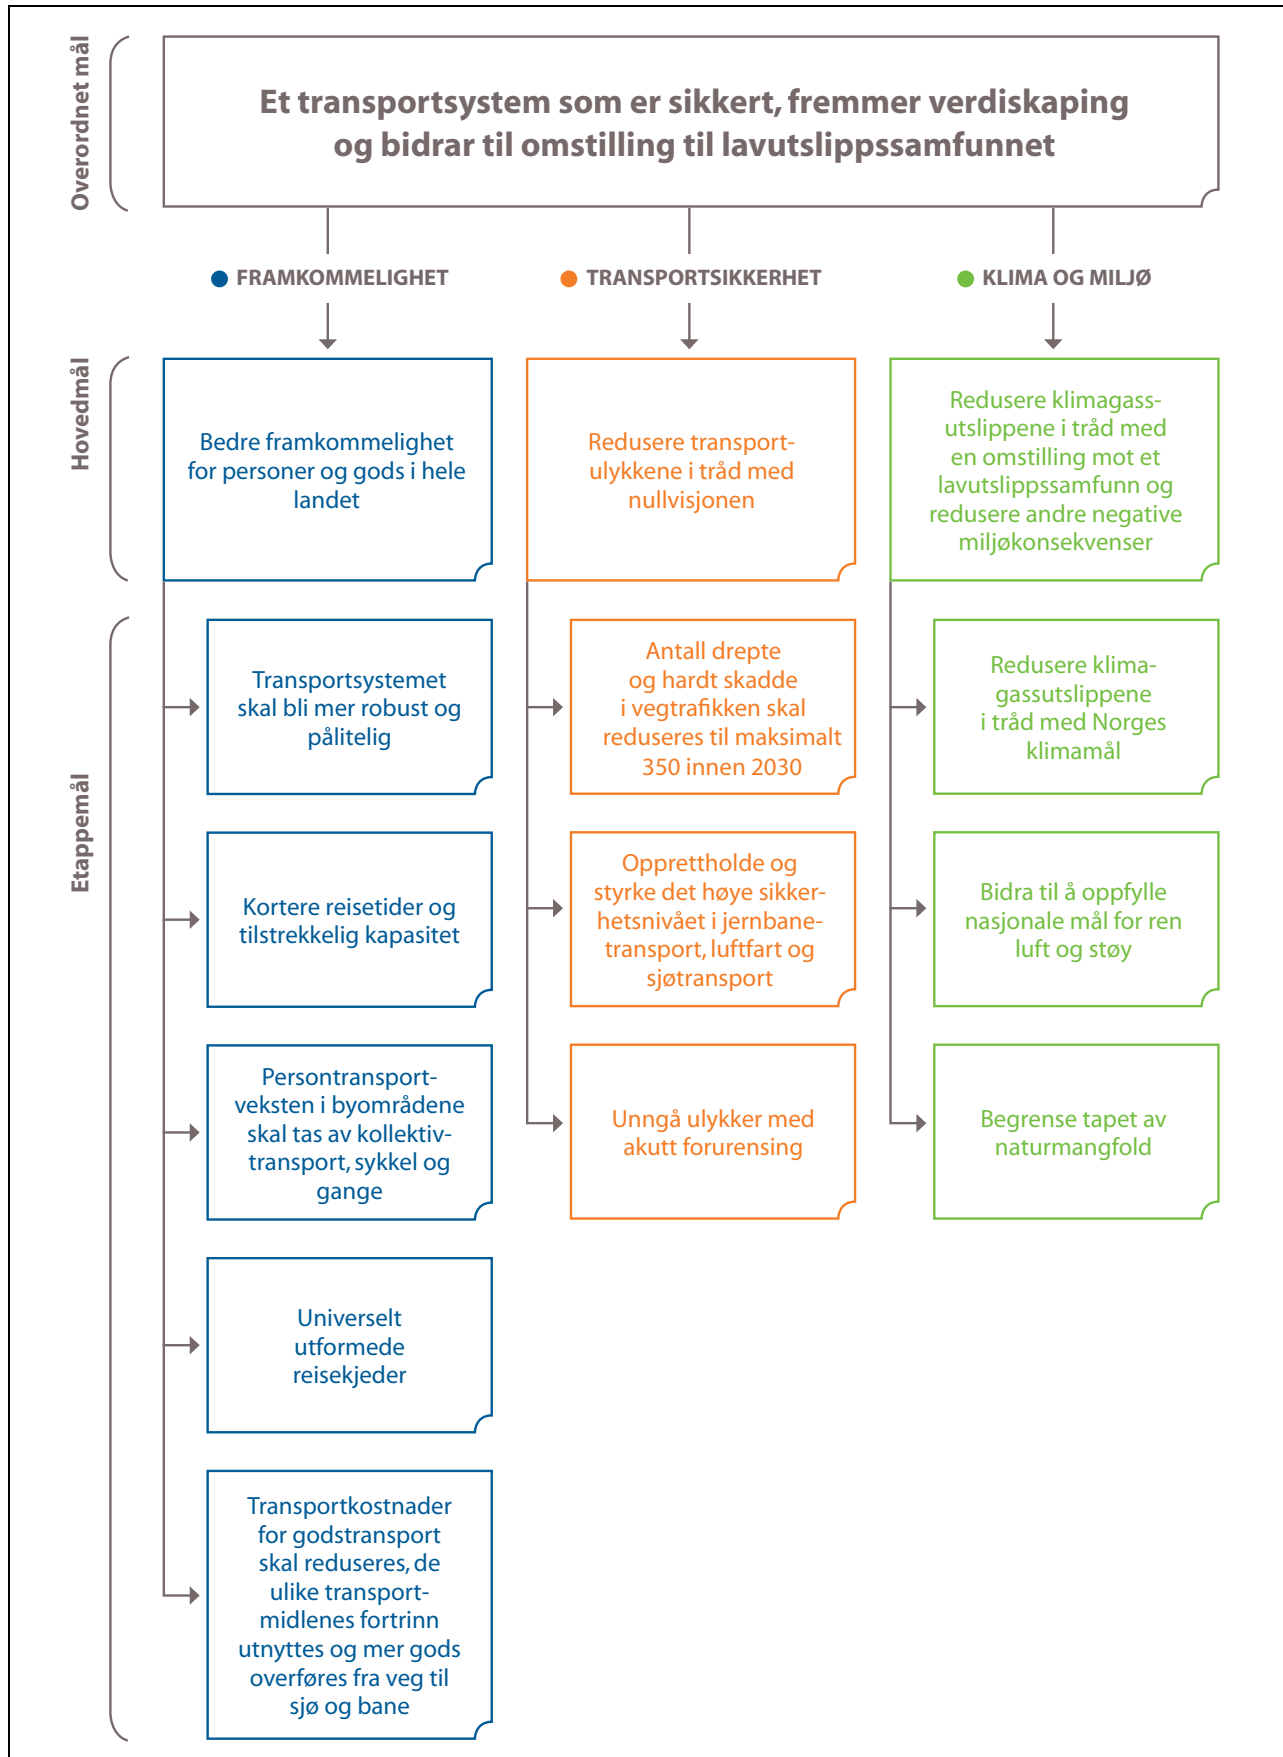 Overordnet mål
Et transportsystem som er sikkert, fremmer verdiskaping
og bidrar til omstilling til lavutslippssamfunnet
FRAMKOMMELIGHET
TRANSPORTSIKKERHET
KLIMA OG MILJØ
Hovedmål
Bedre framkommelighet
for personer og gods i hele
landet
Redusere transport-
ulykkene i tråd med
nullvisjonen
Redusere klimagass-
utslippene i tråd med
en omstilling mot et
lavutslippssamfunn og
redusere andre negative
miljøkonsekvenser
Etappemål
Transportsystemet
skal bli mer robust og
pålitelig
Kortere reisetider og
tilstrekkelig kapasitet
Persontransport-
veksten i byområdene
skal tas av kollektiv-
transport, sykkel og
gange
Universelt
utformede
reisekjeder
Transportkostnader
for godstransport
skal reduseres, de
ulike transport-
midlenes fortrinn
utnyttes og mer gods
overføres fra veg til
sjø og bane
Antall drepte
og hardt skadde
i vegtrafikken skal
reduseres til maksimalt
350 innen 2030
Opprettholde og
styrke det høye sikker-
hetsnivået i jernbane-
transport, luftfart og
sjøtransport
Unngå ulykker med
akutt forurensing
Redusere klima-
gassutslippene
i tråd med Norges
klimamål
Bidra til å oppfylle
nasjonale mål for ren
luft og støy
Begrense tapet av
naturmangfold